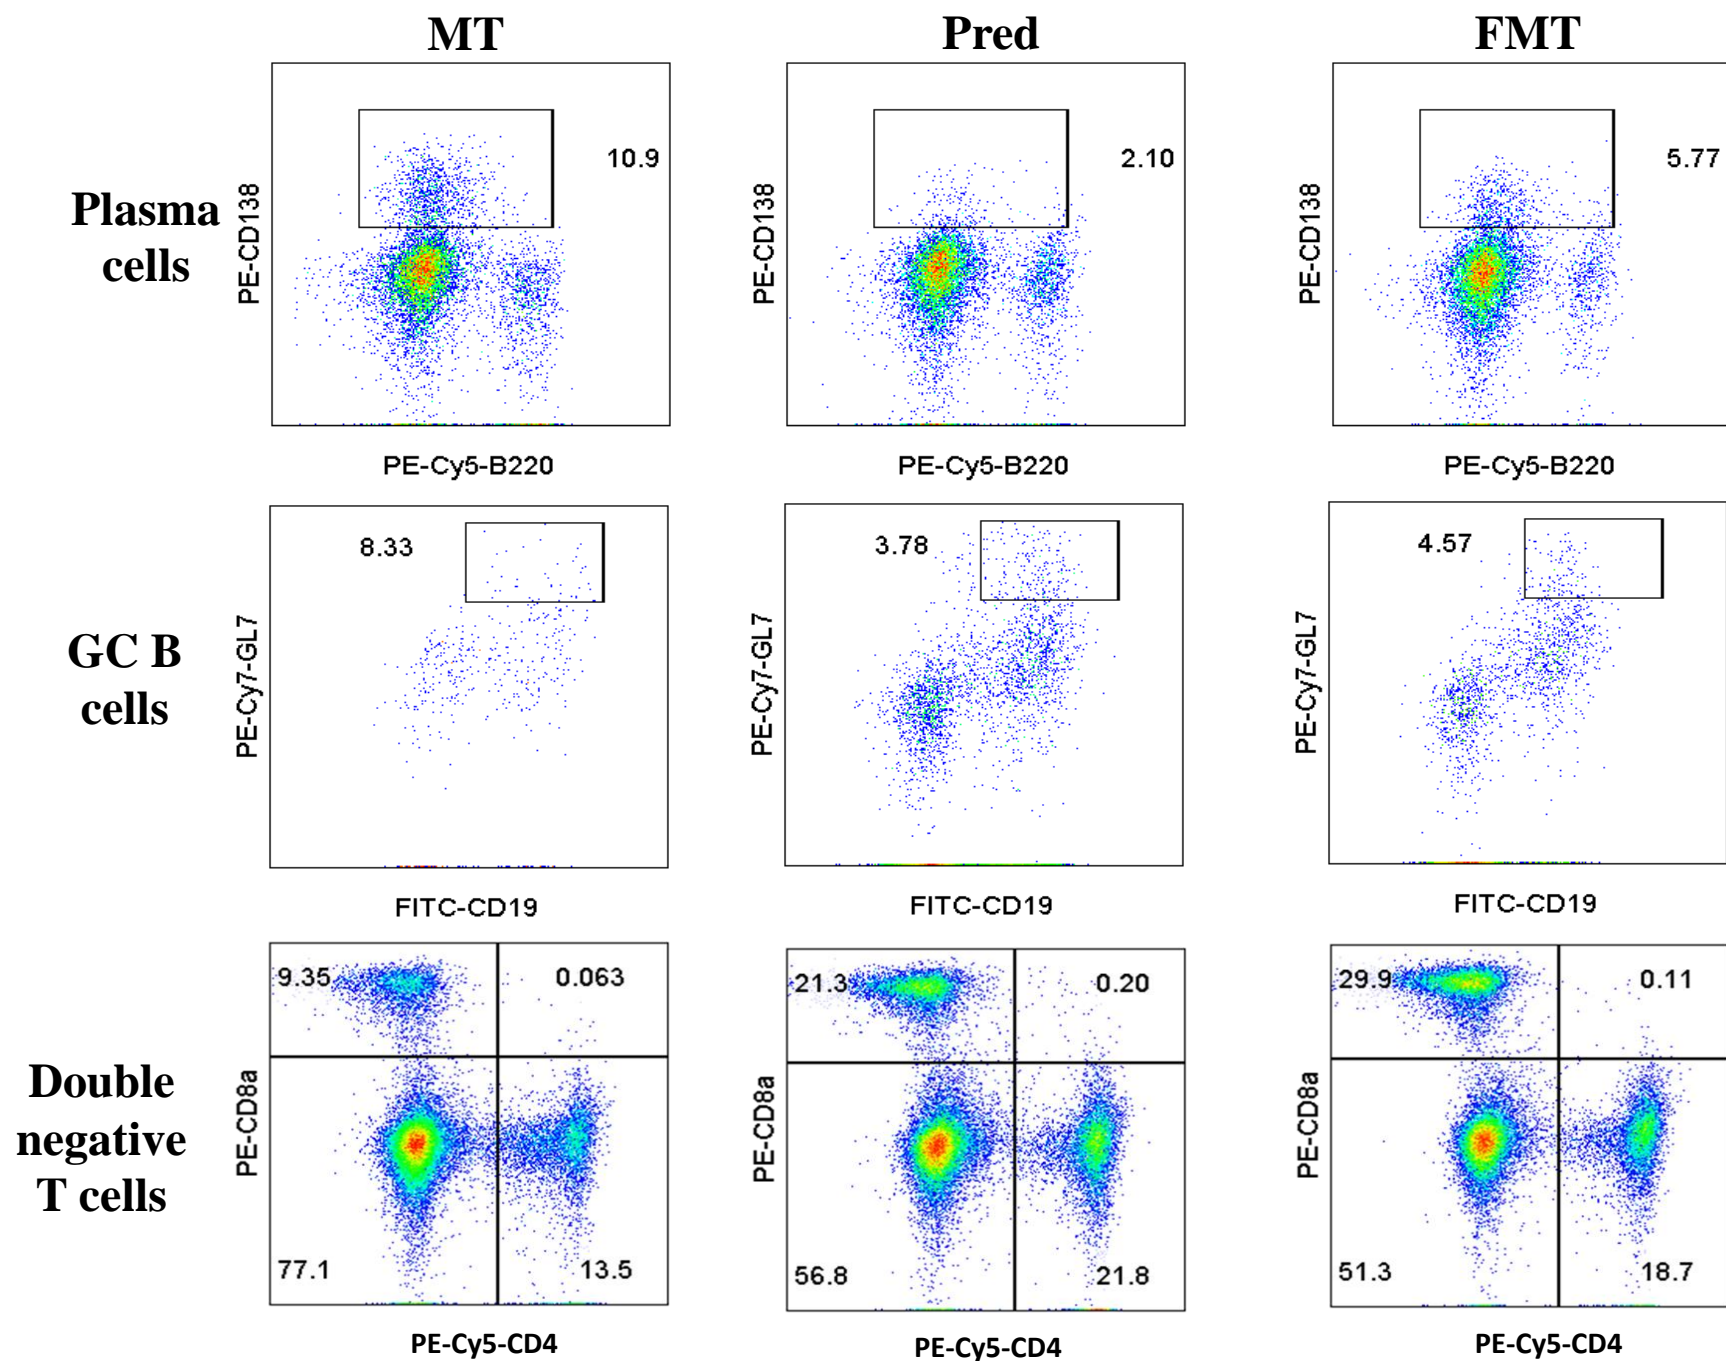 MT
Pred
FMT
Plasma
cells
PE-CD138
10.9
PE-CD138
2.10
PE-CD138
5.77
PE-Cy5-B220
PE-Cy5-B220
PE-Cy5-B220
GC B
cells
PE-Cy7-GL7
8.33
PE-Cy7-GL7
3.78
PE-Cy7-GL7
4.57
FITC-CD19
FITC-CD19
FITC-CD19
Double
negative
T cells
PE-CD8a
9.35
0.063
77.1
13.5
PE-CD8a
21.3
0.20
56.8
21.8
PE-CD8a
29.9
0.11
51.3
18.7
PE-Cy5-CD4
PE-Cy5-CD4
PE-Cy5-CD4